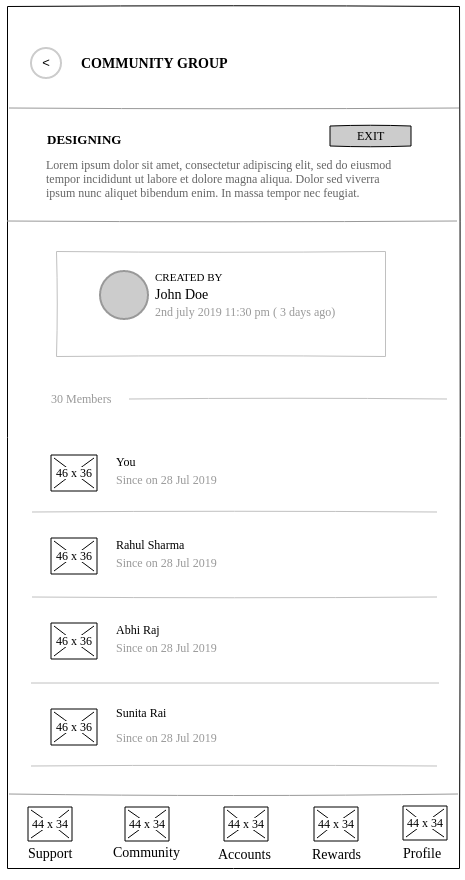 <
COMMUNITY GROUP
DESIGNING
EXIT
Lorem ipsum dolor sit amet, consectetur adipiscing elit, sed do eiusmod
tempor incididunt ut labore et dolore magna aliqua. Dolor sed viverra
ipsum nunc aliquet bibendum enim. In massa tempor nec feugiat.
CREATED BY
John Doe
2nd july 2019 11:30 pm ( 3 days ago)
30 Members
46 x 36
You
Since on 28 Jul 2019
46 x 36
Rahul Sharma
Since on 28 Jul 2019
46 x 36
Abhi Raj
Since on 28 Jul 2019
46 x 36
Sunita Rai
Since on 28 Jul 2019
44 x 34 44 x 34 44 x 34 44 x 34 44 x 34
Support Community Accounts Rewards Profile